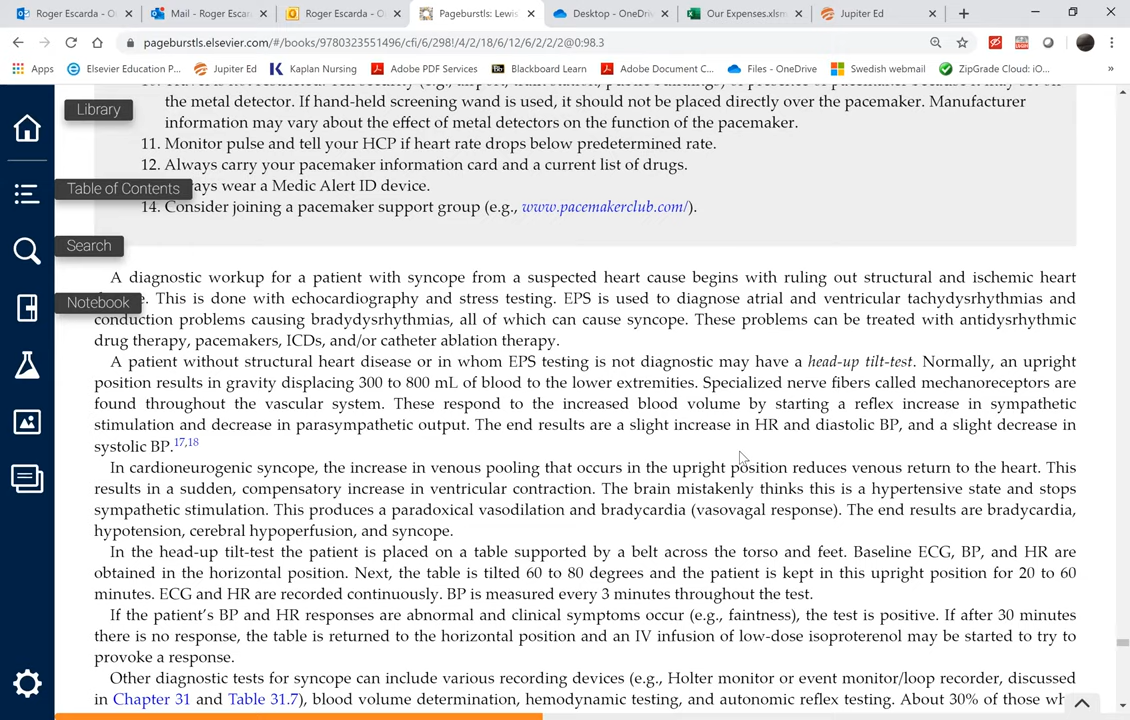 Roger Escarda - O
Mail - Roger Escar
Roger Escarda - O
Pageburstls: Lewis
Desktop - OneDriv
Our Expenses.xlsm
Jupiter Ed
pageburstls.elsevier.com/#/books/9780323551496/cfi/6/298!/4/2/18/6/12/6/2/2/2@0:98.3
Apps
Elsevier Education P...
Jupiter Ed
Kaplan Nursing
Adobe PDF Services
Blackboard Learn
Adobe Document C...
Files - OneDrive
Swedish webmail
ZipGrade Cloud: iO...
»
Library
Table of Contents
Search
Notebook
the metal detector. If hand-held screening wand is used, it should not be placed directly over the pacemaker. Manufacturer
information may vary about the effect of metal detectors on the function of the pacemaker.
11. Monitor pulse and tell your HCP if heart rate drops below predetermined rate.
12. Always carry your pacemaker information card and a current list of drugs.
ays wear a Medic Alert ID device.
14. Consider joining a pacemaker support group (e.g., www.pacemakerclub.com/).
A diagnostic workup for a patient with syncope from a suspected heart cause begins with ruling out structural and ischemic heart
e. This is done with echocardiography and stress testing. EPS is used to diagnose atrial and ventricular tachydysrhythmias and
conduction problems causing bradydysrhythmias, all of which can cause syncope. These problems can be treated with antidysrhythmic
drug therapy, pacemakers, ICDs, and/or catheter ablation therapy.
A patient without structural heart disease or in whom EPS testing is not diagnostic may have a head-up tilt-test. Normally, an upright
position results in gravity displacing 300 to 800 mL of blood to the lower extremities. Specialized nerve fibers called mechanoreceptors are
found throughout the vascular system. These respond to the increased blood volume by starting a reflex increase in sympathetic
stimulation and decrease in parasympathetic output. The end results are a slight increase in HR and diastolic BP, and a slight decrease in
systolic BP.17,18
In cardioneurogenic syncope, the increase in venous pooling that occurs in the upright position reduces venous return to the heart. This
results in a sudden, compensatory increase in ventricular contraction. The brain mistakenly thinks this is a hypertensive state and stops
sympathetic stimulation. This produces a paradoxical vasodilation and bradycardia (vasovagal response). The end results are bradycardia,
hypotension, cerebral hypoperfusion, and syncope.
In the head-up tilt-test the patient is placed on a table supported by a belt across the torso and feet. Baseline ECG, BP, and HR are
obtained in the horizontal position. Next, the table is tilted 60 to 80 degrees and the patient is kept in this upright position for 20 to 60
minutes. ECG and HR are recorded continuously. BP is measured every 3 minutes throughout the test.
If the patient's BP and HR responses are abnormal and clinical symptoms occur (e.g., faintness), the test is positive. If after 30 minutes
there is no response, the table is returned to the horizontal position and an IV infusion of low-dose isoproterenol may be started to try to
provoke a response.
Other diagnostic tests for syncope can include various recording devices (e.g., Holter monitor or event monitor/loop recorder, discussed
in Chapter 31 and Table 31.7), blood volume determination, hemodynamic testing, and autonomic reflex testing. About 30% of those wh